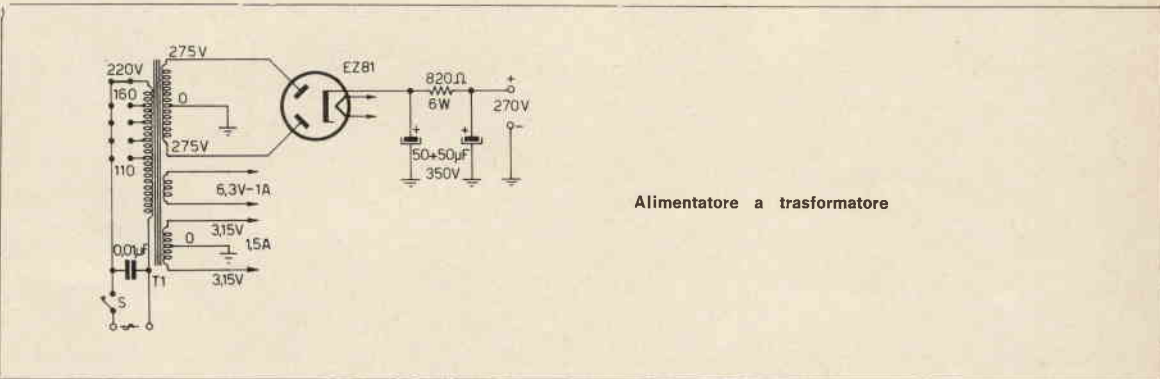 275V
EZ81
220V
160
0
820Ω
6W
+
270V
-
+
+
50+50µF
350V
275V
110
6,3V-1A
3,15V
0
1,5A
0,01µF
3,15V
T1
S
Alimentatore a trasformatore